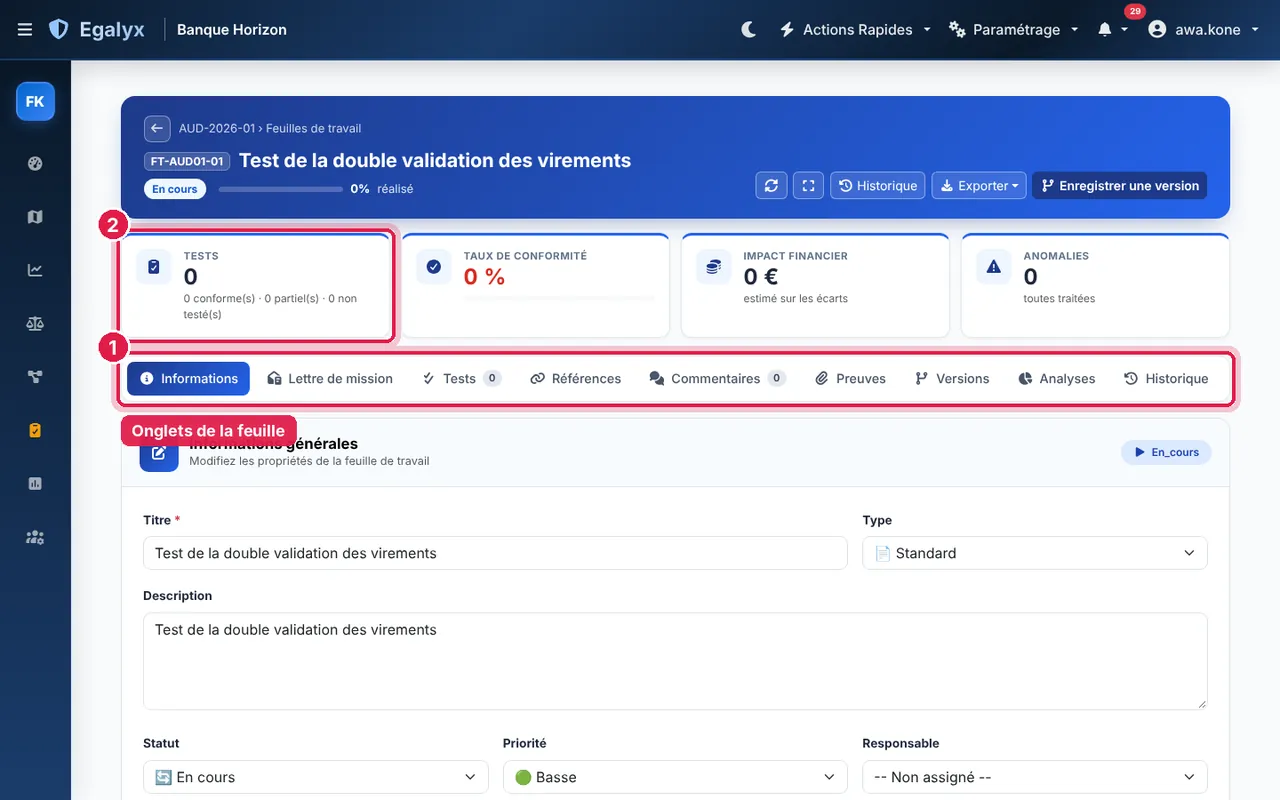 Egalyx
Banque Horizon
Actions Rapides
Paramétrage
29
awa.kone
FK
AUD-2026-01 › Feuilles de travail
FT-AUD01-01
Test de la double validation des virements
En cours
0% réalisé
Historique
Exporter
Enregistrer une version
2
TESTS
0
0 conforme(s) · 0 partiel(s) · 0 non
testé(s)
TAUX DE CONFORMITÉ
0 %
IMPACT FINANCIER
0 €
estimé sur les écarts
ANOMALIES
0
toutes traitées
1
Informations
Lettre de mission
Tests 0
Références
Commentaires 0
Preuves
Versions
Analyses
Historique
Onglets de la feuille
Informations générales
Modifiez les propriétés de la feuille de travail
En_cours
Titre *
Test de la double validation des virements
Type
Standard
Description
Test de la double validation des virements
Statut
En cours
Priorité
Basse
Responsable
-- Non assigné --